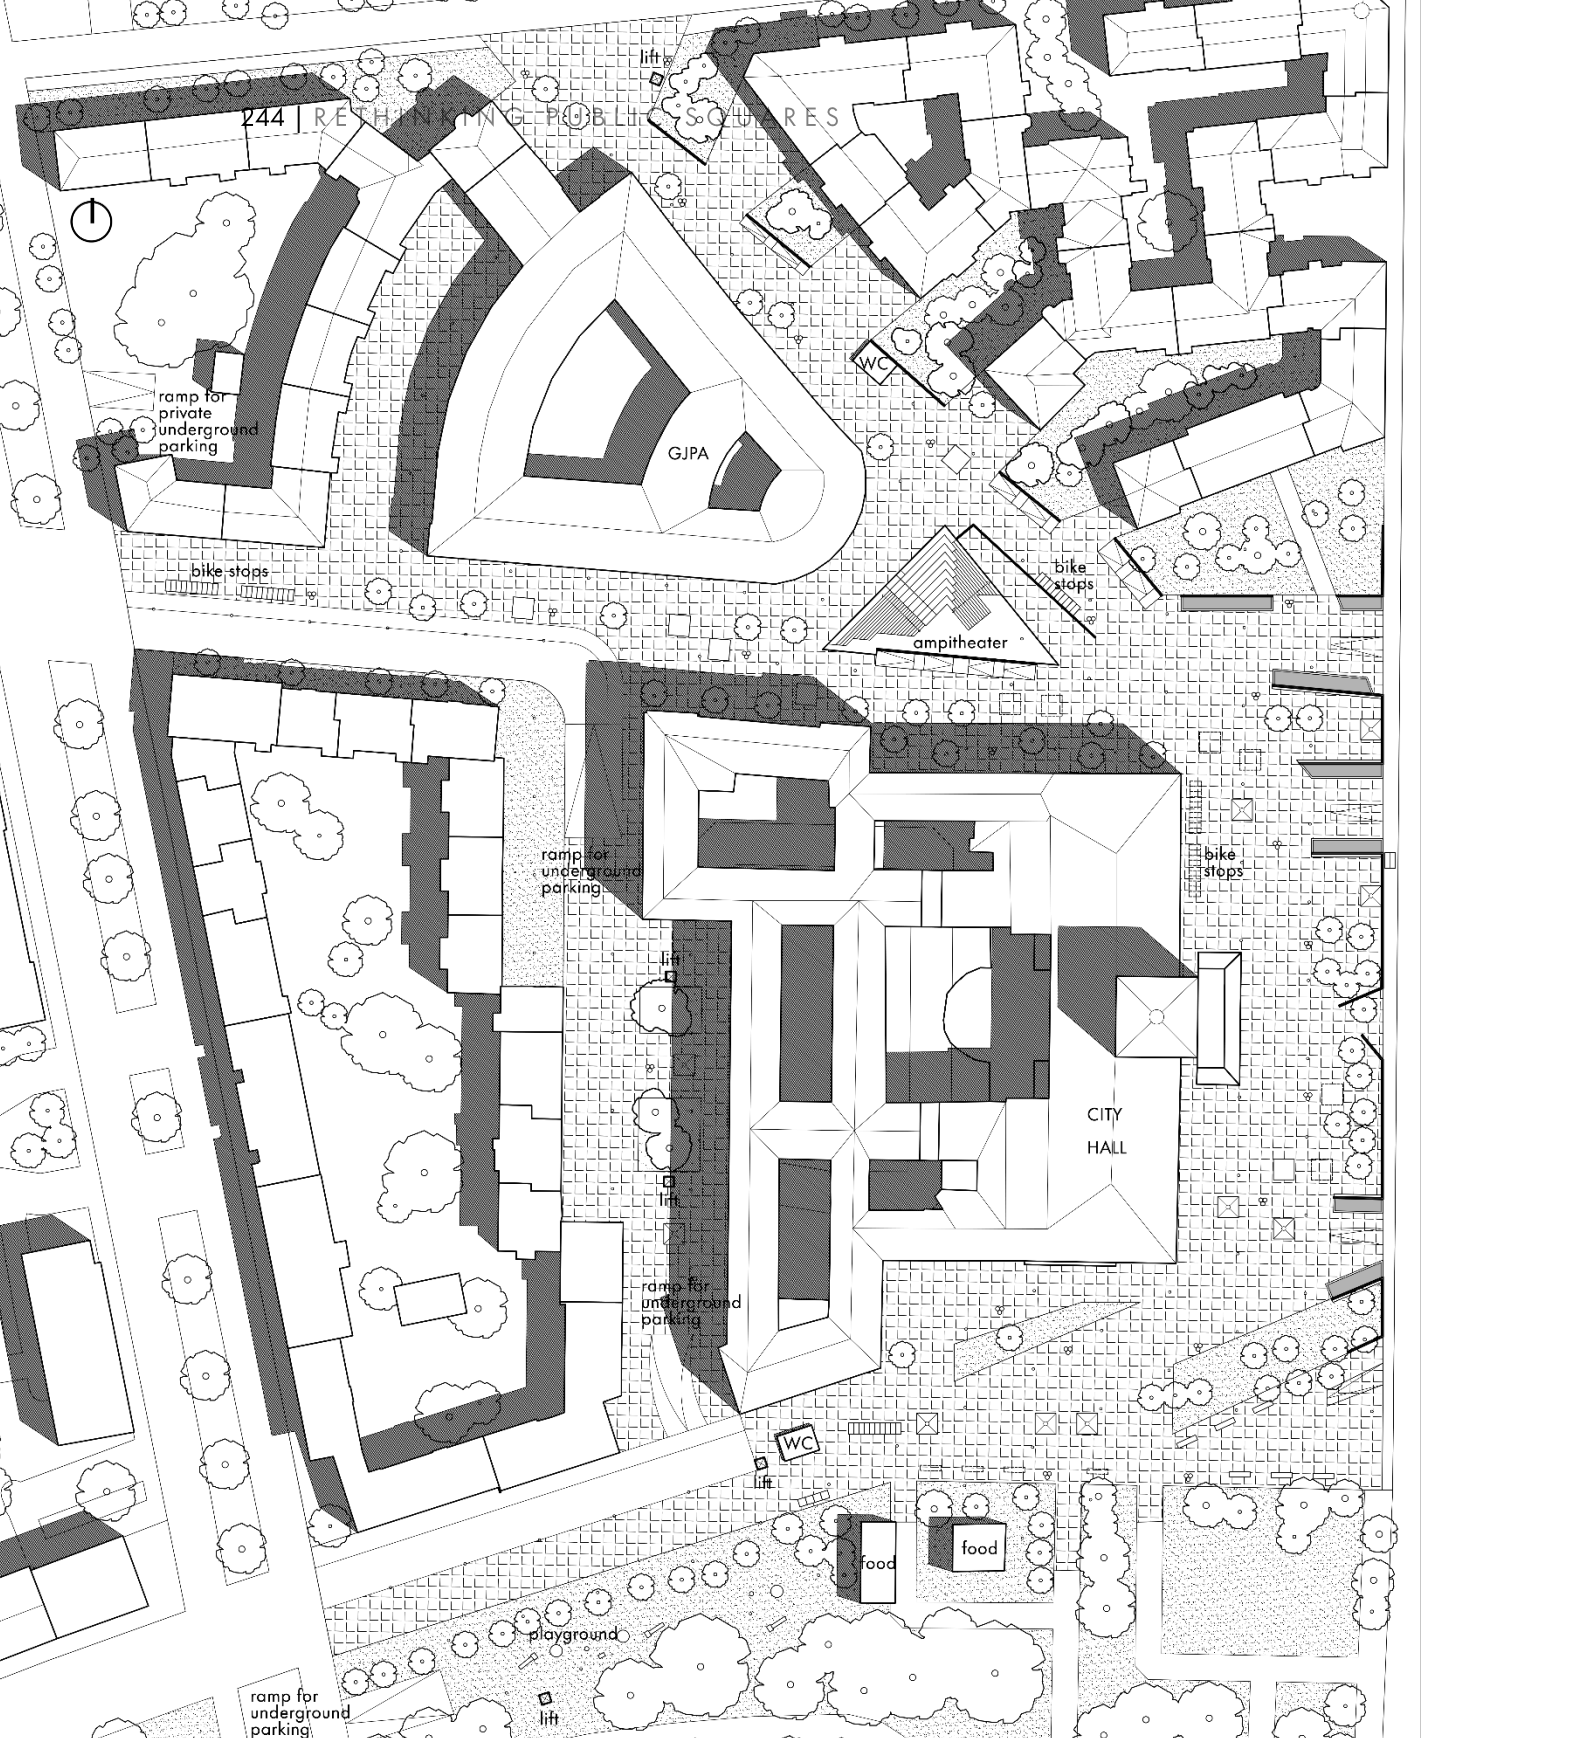 lift
244 | RETHINKING PUBLIC SQUARES
WC
ramp for
private
underground
parking
GJPA
bike stops
bike
stops
ampitheater
ramp for
underground
parking
bike
stops
lift
CITY
HALL
lift
ramp for
underground
parking
WC
lift
food
food
playground
ramp for
underground
parking
lift